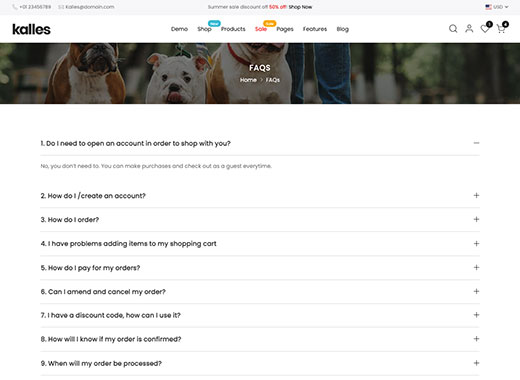 +01 23456789 kalles@domain.com Summer sale discount off 50% off! Shop Now USD
New Sale
kalles Demo Shop Products Sale Pages Features Blog 1 4
FAQS
Home > FAQs
1. Do I need to open an account in order to shop with you?
No, you don't need to. You can make purchases and check out as a guest everytime.
2. How do I /create an account?
3. How do I order?
4. I have problems adding items to my shopping cart
5. How do I pay for my orders?
6. Can I amend and cancel my order?
7. I have a discount code, how can I use it?
8. How will I know if my order is confirmed?
9. When will my order be processed?